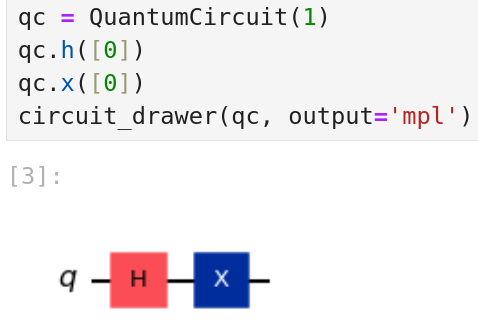 qc = QuantumCircuit(1)
qc.h([0])
qc.x([0])
circuit_drawer(qc, output='mpl')
[3]:
q H X